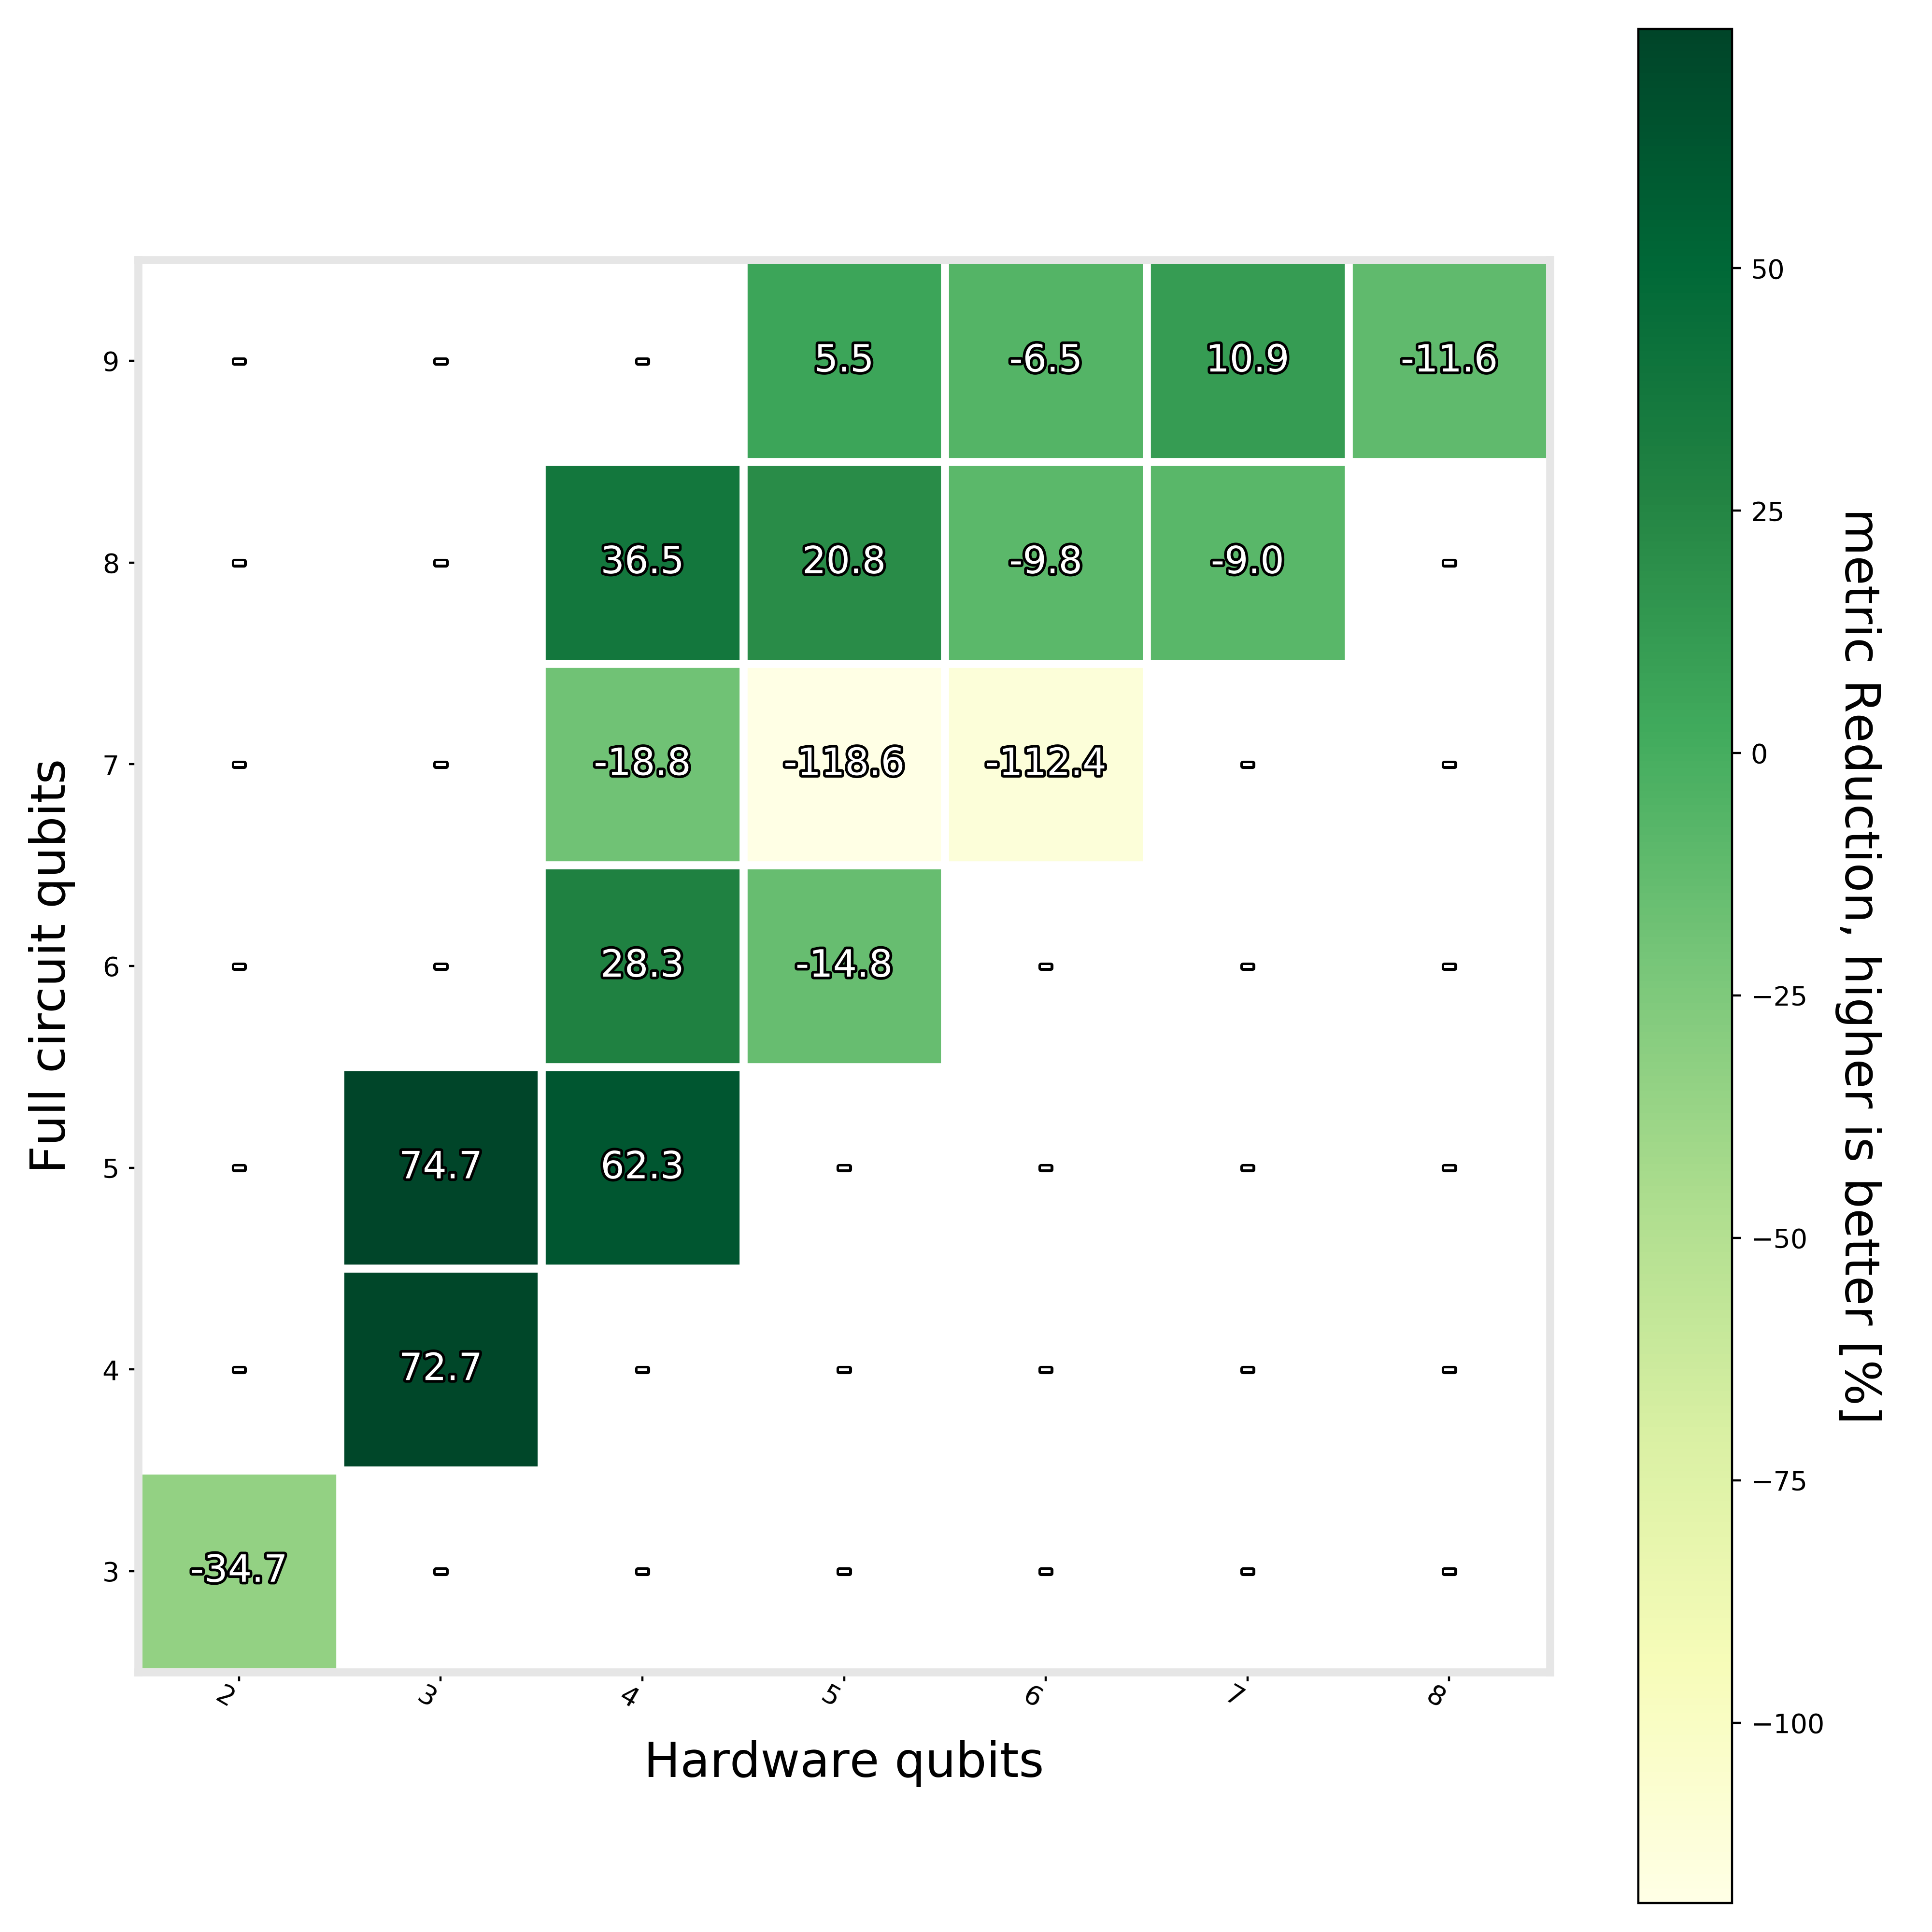 9 - - - 5.5 -6.5 10.9 -11.6
8 - - 36.5 20.8 -9.8 -9.0 -
7 - - -18.8 -118.6 -112.4 - -
6 - - 28.3 -14.8 - - -
5 - 74.7 62.3 - - - -
4 - 72.7 - - - - -
3 -34.7 - - - - - -
2 3 4 5 6 7 8
Hardware qubits
Full circuit qubits
50
25
0
−25
−50
−75
−100
metric Reduction, higher is better [%]